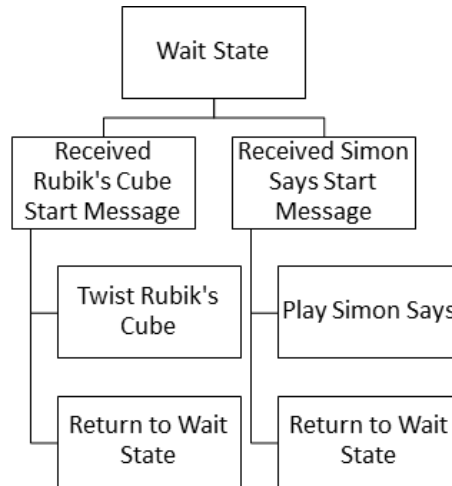 Wait State
Received
Rubik's Cube
Start Message
Received Simon
Says Start
Message
Twist Rubik's
Cube
Play Simon Says
Return to Wait
State
Return to Wait
State